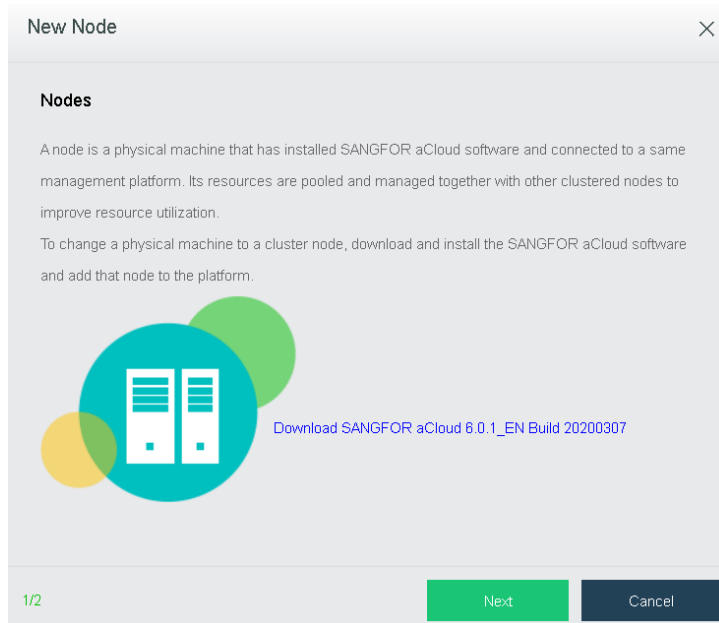 New Node
Nodes
A node is a physical machine that has installed SANGFOR aCloud software and connected to a same
management platform. Its resources are pooled and managed together with other clustered nodes to
improve resource utilization.
To change a physical machine to a cluster node, download and install the SANGFOR aCloud software
and add that node to the platform.
Download SANGFOR aCloud 6.0.1_EN Build 20200307
1/2
Next
Cancel